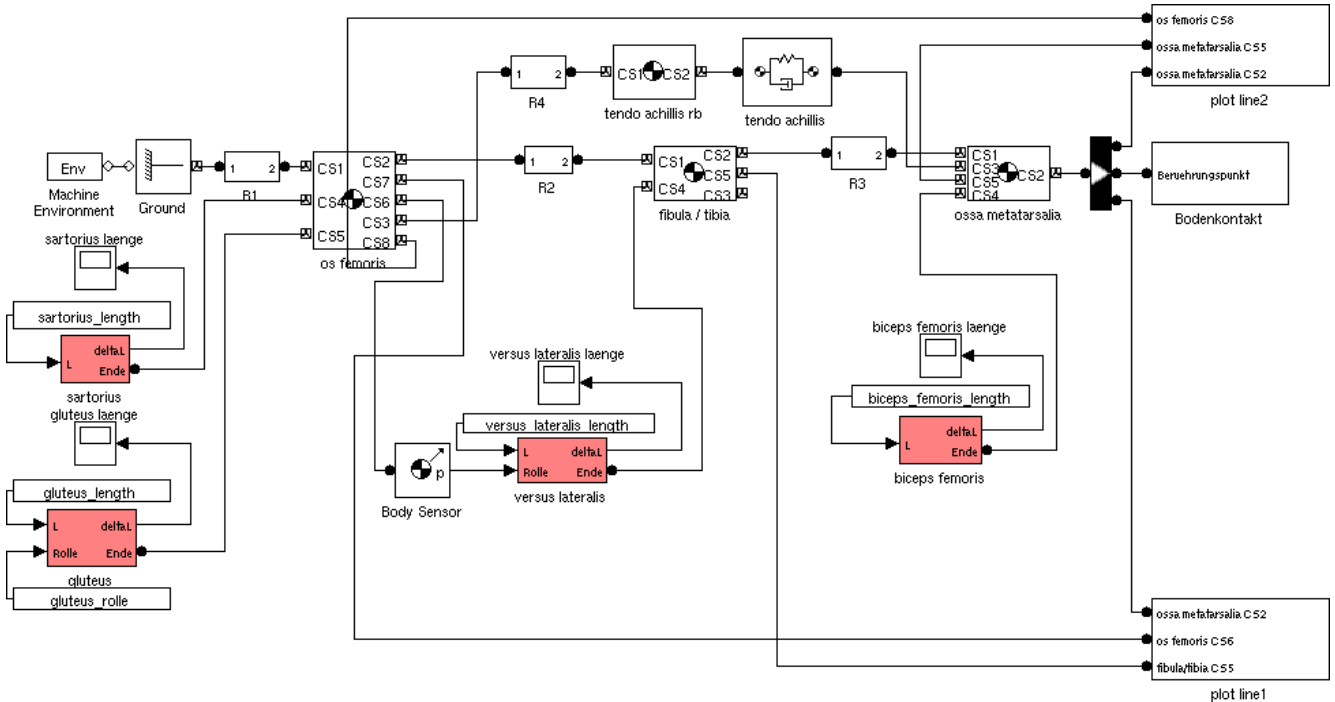 os femoris CS8
ossa metatarsalia CS5
ossa metatarsalia CS2
plot line2
1 2
R4
CS1 CS2
tendo achillis rb
tendo achillis
Env
Machine
Environment
Ground
1 2
R1
CS1
CS4
CS5
CS2
CS7
CS6
CS3
CS8
os femoris
1 2
R2
CS1
CS4
CS2
CS5
CS3
fibula / tibia
1 2
R3
CS1
CS3
CS5
CS4
CS2
ossa metatarsalia
Beruehrungspunkt
Bodenkontakt
sartorius laenge
sartorius_length
L
deltaL
Ende
sartorius
gluteus laenge
gluteus_length
L
Rolle
deltaL
Ende
gluteus
gluteus_rolle
p
Body Sensor
versus lateralis laenge
versus_lateralis_length
L
Rolle
deltaL
Ende
versus lateralis
biceps femoris laenge
biceps_femoris_length
L
deltaL
Ende
biceps femoris
ossa metatarsalia CS2
os femoris CS6
fibula/tibia CS5
plot line1